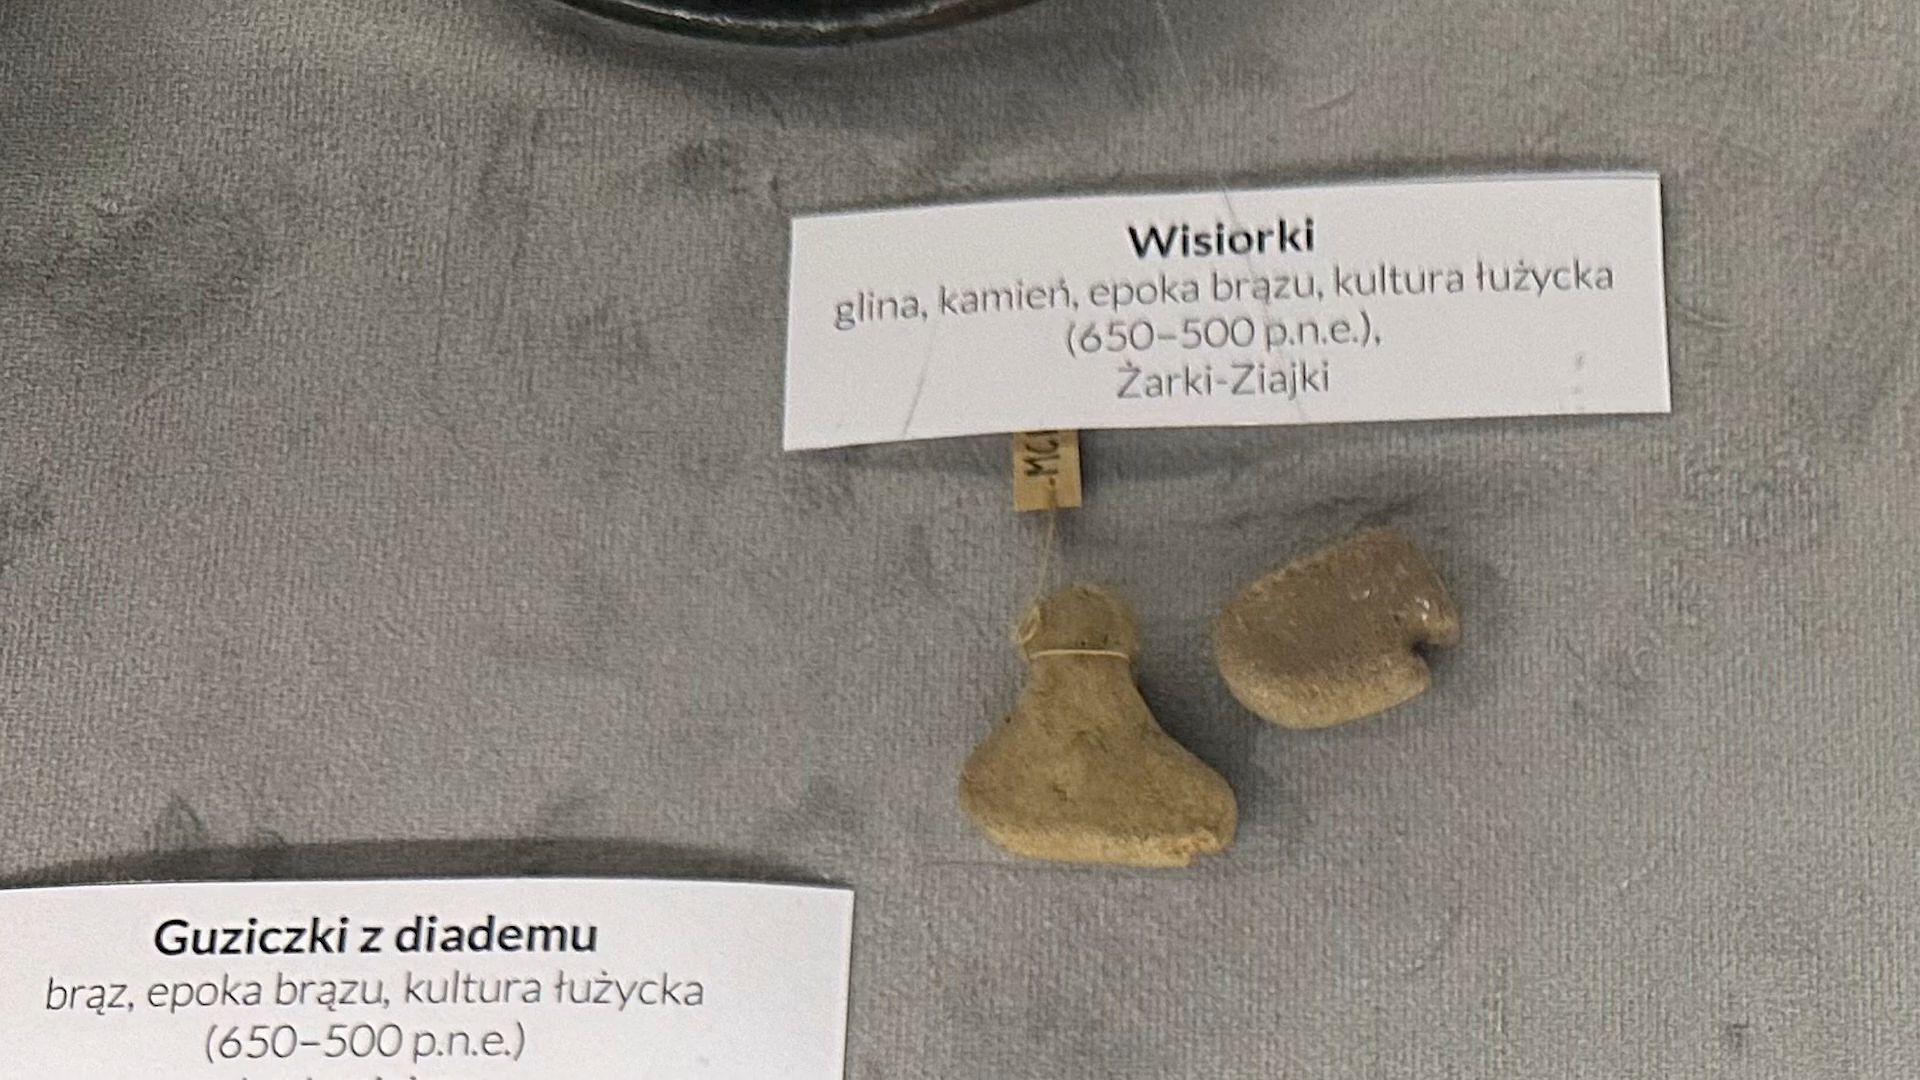 Wisiorki
glina, kamień, epoka brązu, kultura łużycka
(650–500 p.n.e.),
Żarki-Ziajki
Guziczki z diademu
brąz, epoka brązu, kultura łużycka
(650–500 p.n.e.)